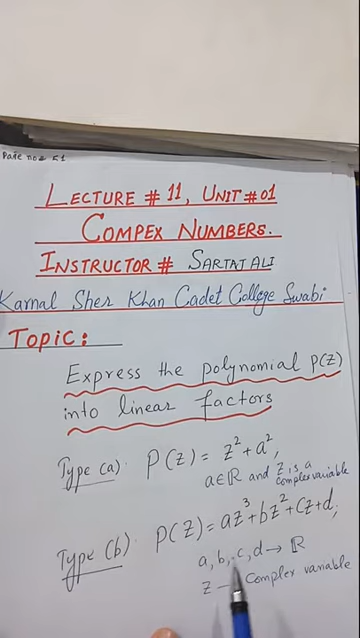 Page no # 51
LECTURE # 11, UNIT #01
COMPEX NUMBERS.
INSTRUCTOR # SARTAJ ALI
Karnal Sher Khan Cadet College Swabi
Topic:
Express the polynomial P(z)
into linear factors
Type (a): P(z) = z² + a²,
a∈ℝ and z is a
complex variable
Type (b): P(z) = az³+bz²+cz+d;
a, b, c, d → ℝ
z → Complex variable